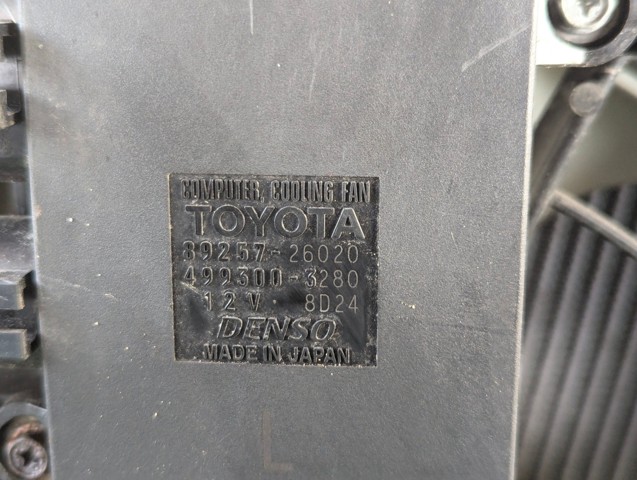 COMPUTER, COOLING FAN
TOYOTA
89257-26020
499300-3280
12V 8D24
DENSO
MADE IN JAPAN
L